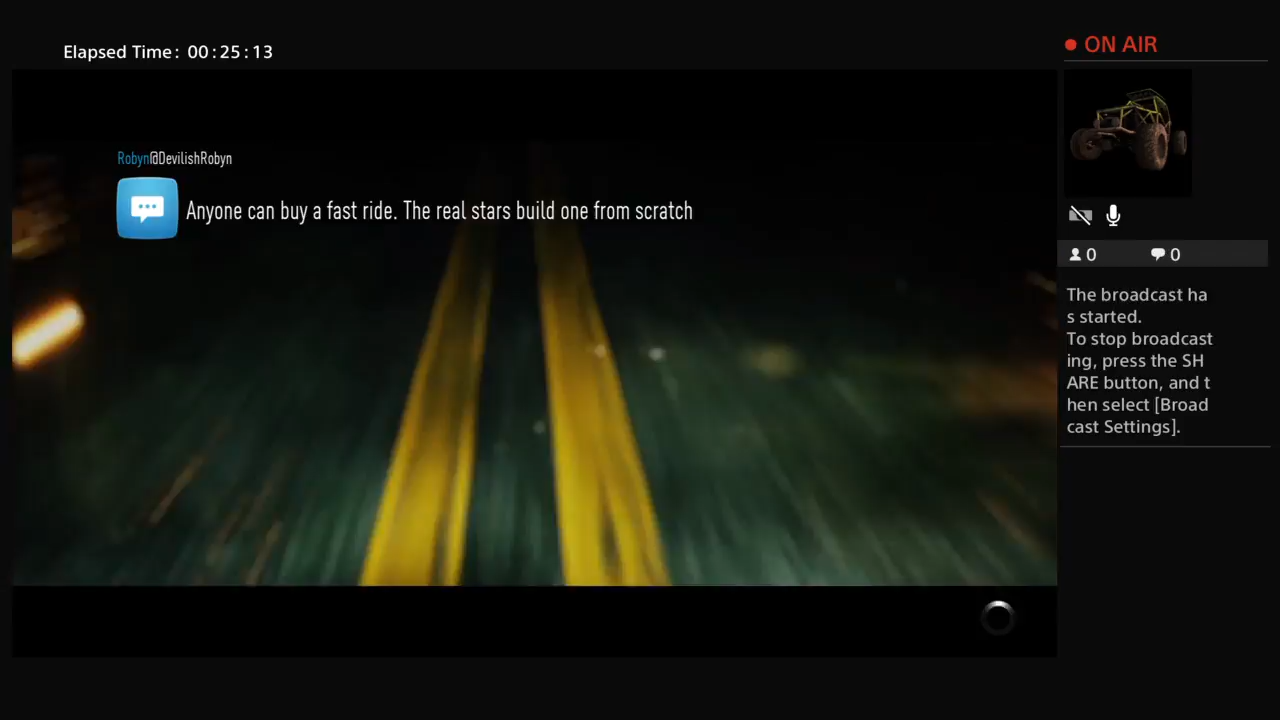 Elapsed Time: 00:25:13
ON AIR
Robyn@DevilishRobyn
Anyone can buy a fast ride. The real stars build one from scratch
0 0
The broadcast ha
s started.
To stop broadcast
ing, press the SH
ARE button, and t
hen select [Broad
cast Settings].